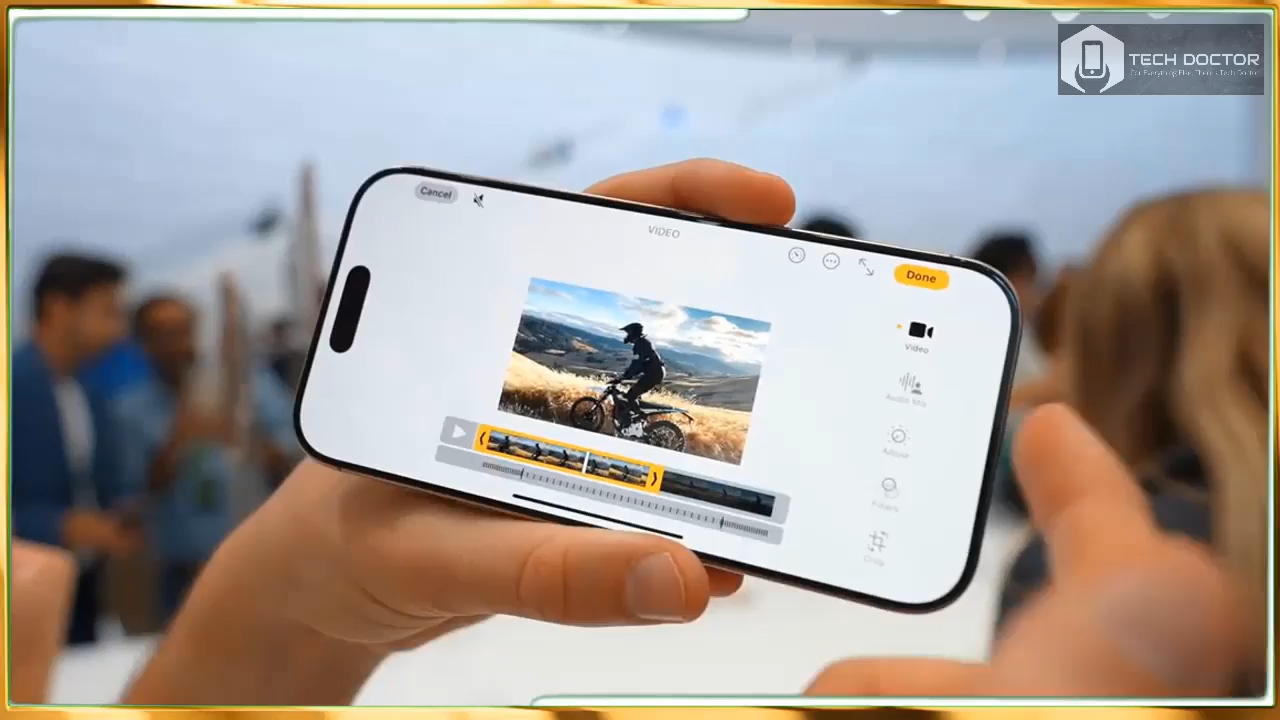 TECH DOCTOR
Cancel
VIDEO
Done
Video
Audio Mix
Adjust
Filters
Crop